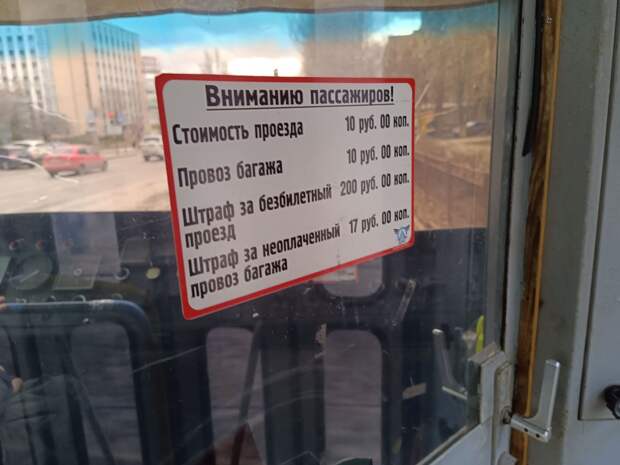 Вниманию пассажиров!
Стоимость проезда 10 руб. 00 коп.
Провоз багажа 10 руб. 00 коп.
Штраф за безбилетный 200 руб. 00 коп.
проезд
Штраф за неоплаченный 17 руб. 00 коп.
провоз багажа